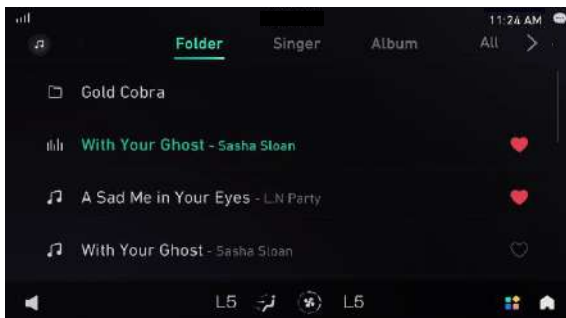 11:24 AM
Folder Singer Album All
Gold Cobra
With Your Ghost - Sasha Sloan
A Sad Me in Your Eyes - L.N Party
With Your Ghost - Sasha Sloan
L5 L5